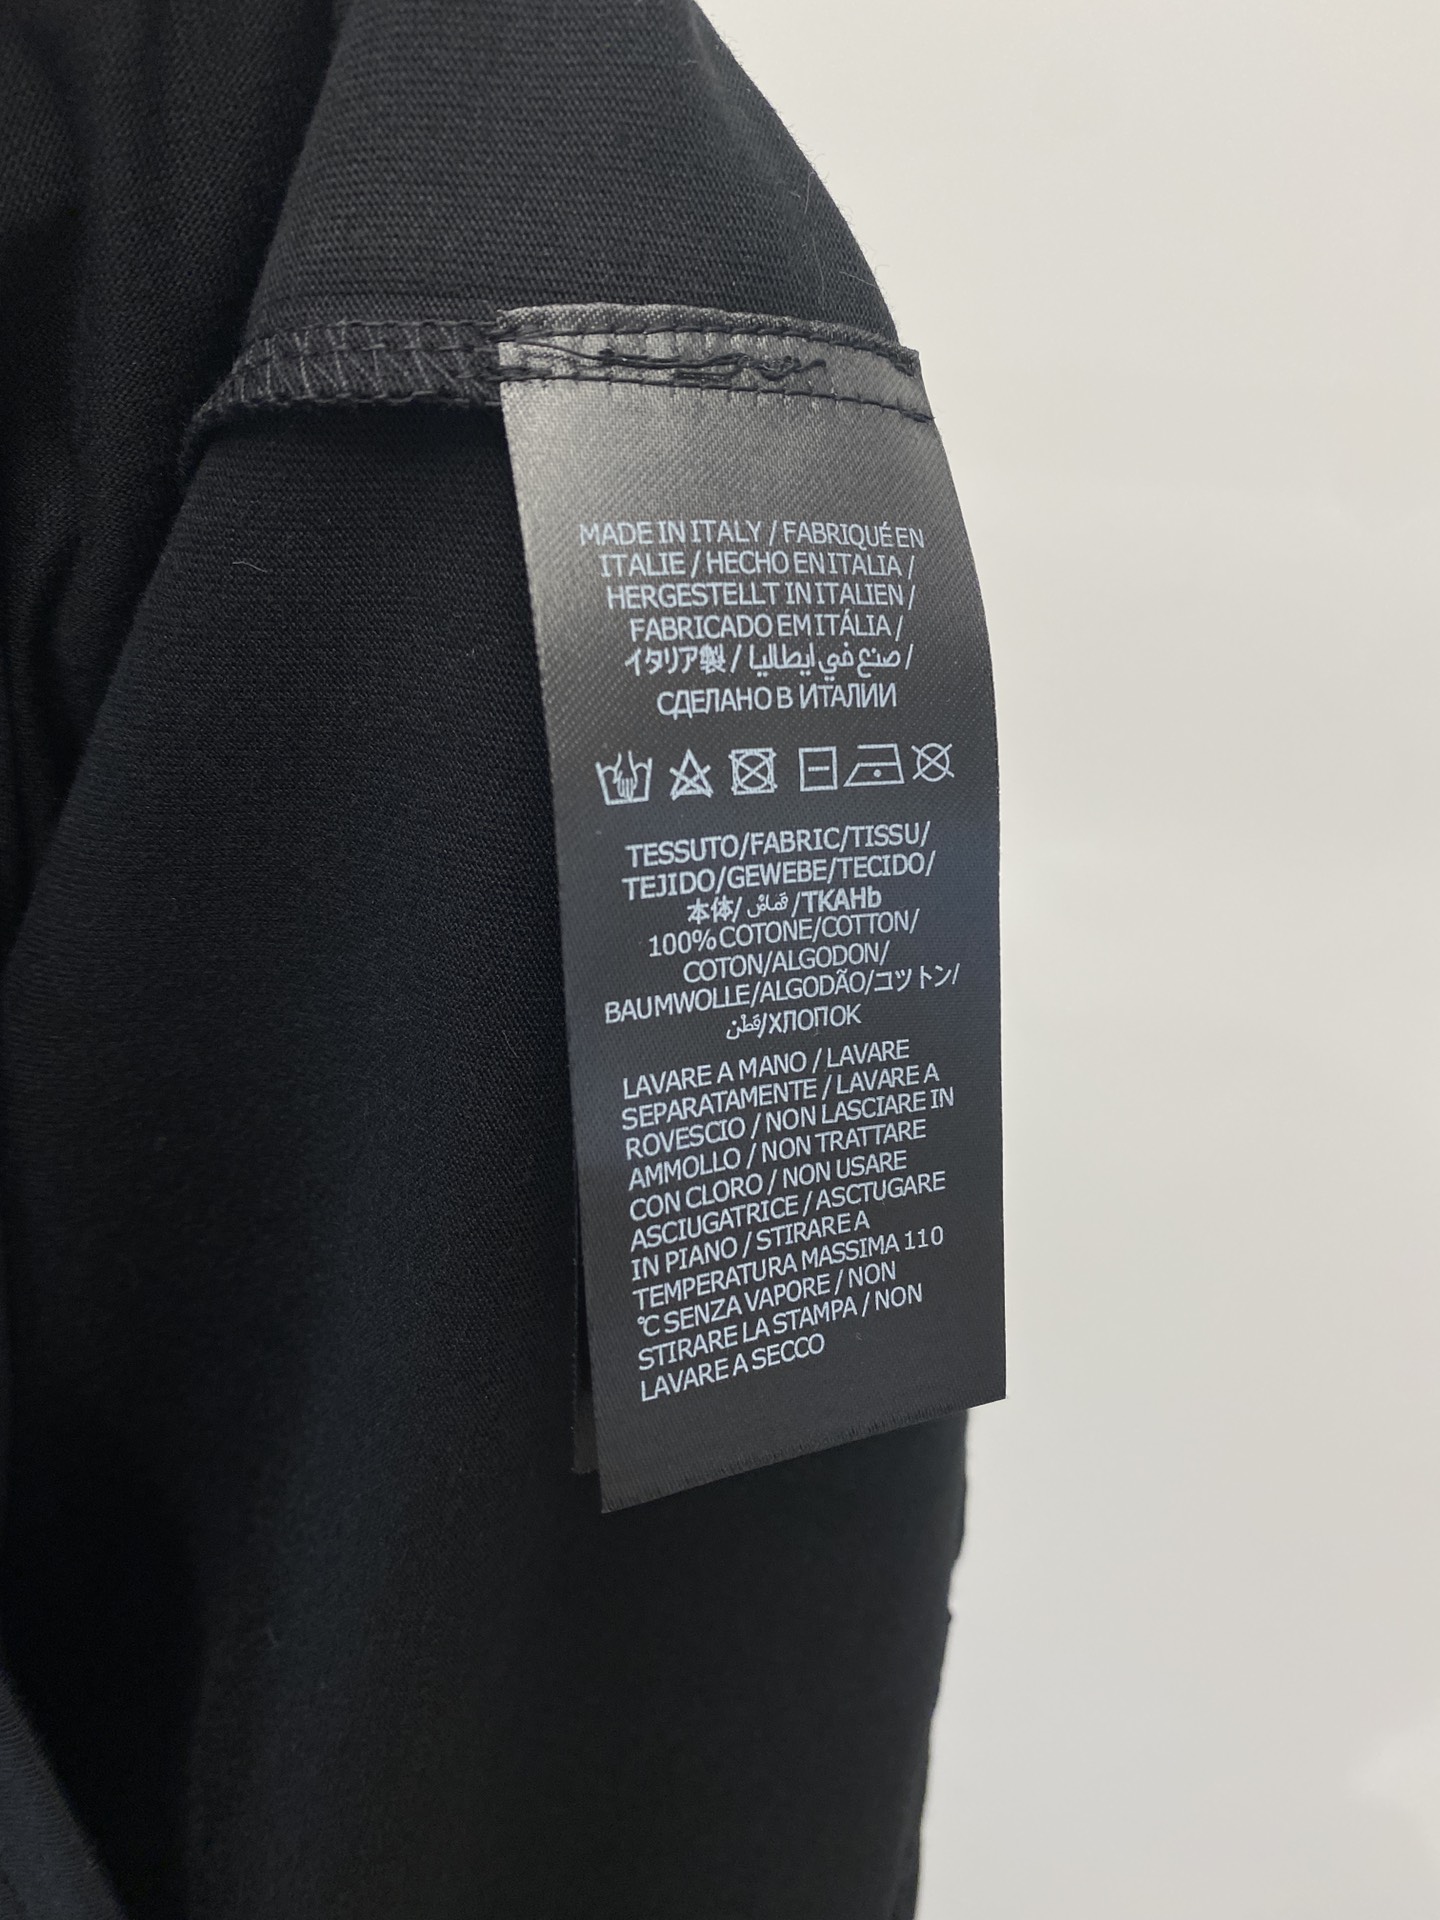 MADE IN ITALY / FABRIQUÉ EN
ITALIE / HECHO EN ITALIA /
HERGESTELLT IN ITALIEN /
FABRICADO EM ITÁLIA /
イタリア製 / صنع في ايطاليا /
СДЕЛАНО В ИТАЛИИ
TESSUTO/FABRIC/TISSU/
TEJIDO/GEWEBE/TECIDO/
本体/ قماش /TKAHb
100% COTONE/COTTON/
COTON/ALGODON/
BAUMWOLLE/ALGODÃO/コットン/
قطن/ХЛОПОК
LAVARE A MANO / LAVARE
SEPARATAMENTE / LAVARE A
ROVESCIO / NON LASCIARE IN
AMMOLLO / NON TRATTARE
CON CLORO / NON USARE
ASCIUGATRICE / ASCTUGARE
IN PIANO / STIRARE A
TEMPERATURA MASSIMA 110
°C SENZA VAPORE / NON
STIRARE LA STAMPA / NON
LAVARE A SECCO